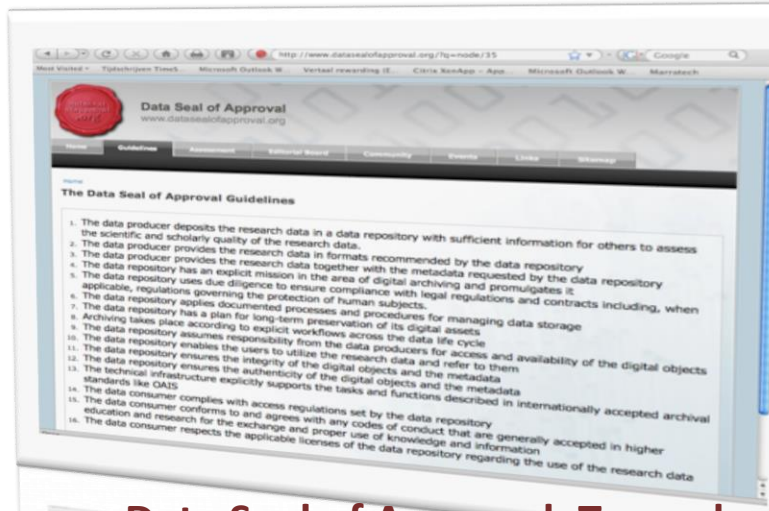 http://www.datasealofapproval.org/?q=node/35
Google
Most Visited Tijdschrijven TimeS... Microsoft Outlook W... Vertaal rewarding IE... Citrix XenApp - App... Microsoft Outlook W... Marratech
Data Seal of Approval
www.datasealofapproval.org
Home Guidelines Assessment Editorial Board Community Events Links Sitemap
Home
The Data Seal of Approval Guidelines
1. The data producer deposits the research data in a data repository with sufficient information for others to assess
the scientific and scholarly quality of the research data.
2. The data producer provides the research data in formats recommended by the data repository
3. The data producer provides the research data together with the metadata requested by the data repository
4. The data repository has an explicit mission in the area of digital archiving and promulgates it
5. The data repository uses due diligence to ensure compliance with legal regulations and contracts including, when
applicable, regulations governing the protection of human subjects.
6. The data repository applies documented processes and procedures for managing data storage
7. The data repository has a plan for long-term preservation of its digital assets
8. Archiving takes place according to explicit workflows across the data life cycle
9. The data repository assumes responsibility from the data producers for access and availability of the digital objects
10. The data repository enables the users to utilize the research data and refer to them
11. The data repository ensures the integrity of the digital objects and the metadata
12. The data repository ensures the authenticity of the digital objects and the metadata
13. The technical infrastructure explicitly supports the tasks and functions described in internationally accepted archival
standards like OAIS
14. The data consumer complies with access regulations set by the data repository
15. The data consumer conforms to and agrees with any codes of conduct that are generally accepted in higher
education and research for the exchange and proper use of knowledge and information
16. The data consumer respects the applicable licenses of the data repository regarding the use of the research data